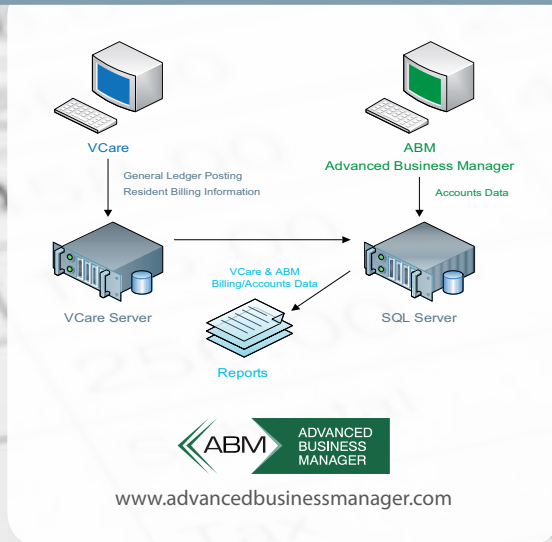 VCare
ABM
Advanced Business Manager
General Ledger Posting
Resident Billing Information
Accounts Data
VCare & ABM
Billing/Accounts Data
VCare Server
SQL Server
Reports
ABM
ADVANCED
BUSINESS
MANAGER
www.advancedbusinessmanager.com
Tax